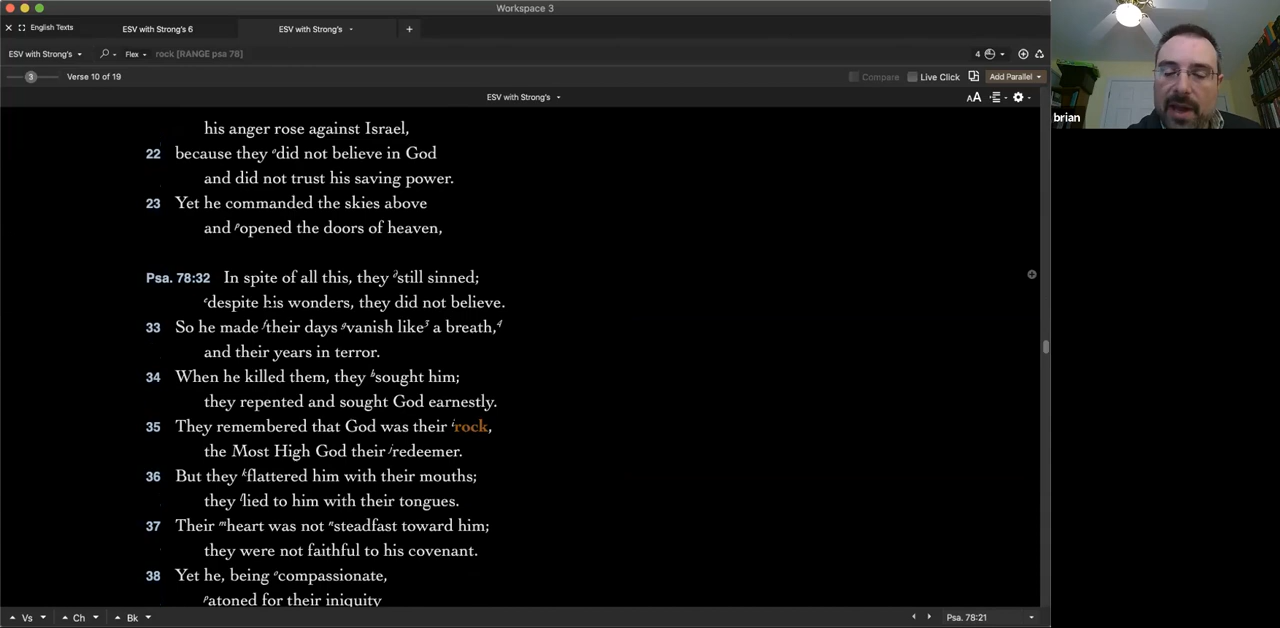 Workspace 3
English Texts
ESV with Strong's 6
ESV with Strong's
ESV with Strong's
Flex
rock [RANGE psa 78]
4
3
Verse 10 of 19
Compare
Live Click
Add Parallel
ESV with Strong's
AA
brian
his anger rose against Israel,
22 because they o did not believe in God
and did not trust his saving power.
23 Yet he commanded the skies above
and p opened the doors of heaven,
Psa. 78:32 In spite of all this, they still sinned;
e despite his wonders, they did not believe.
33 So he made f their days g vanish like3 a breath,4
and their years in terror.
34 When he killed them, they h sought him;
they repented and sought God earnestly.
35 They remembered that God was their i rock,
the Most High God their j redeemer.
36 But they k flattered him with their mouths;
they l lied to him with their tongues.
37 Their m heart was not n steadfast toward him;
they were not faithful to his covenant.
38 Yet he, being o compassionate,
p atoned for their iniquity
Vs
Ch
Bk
Psa. 78:21